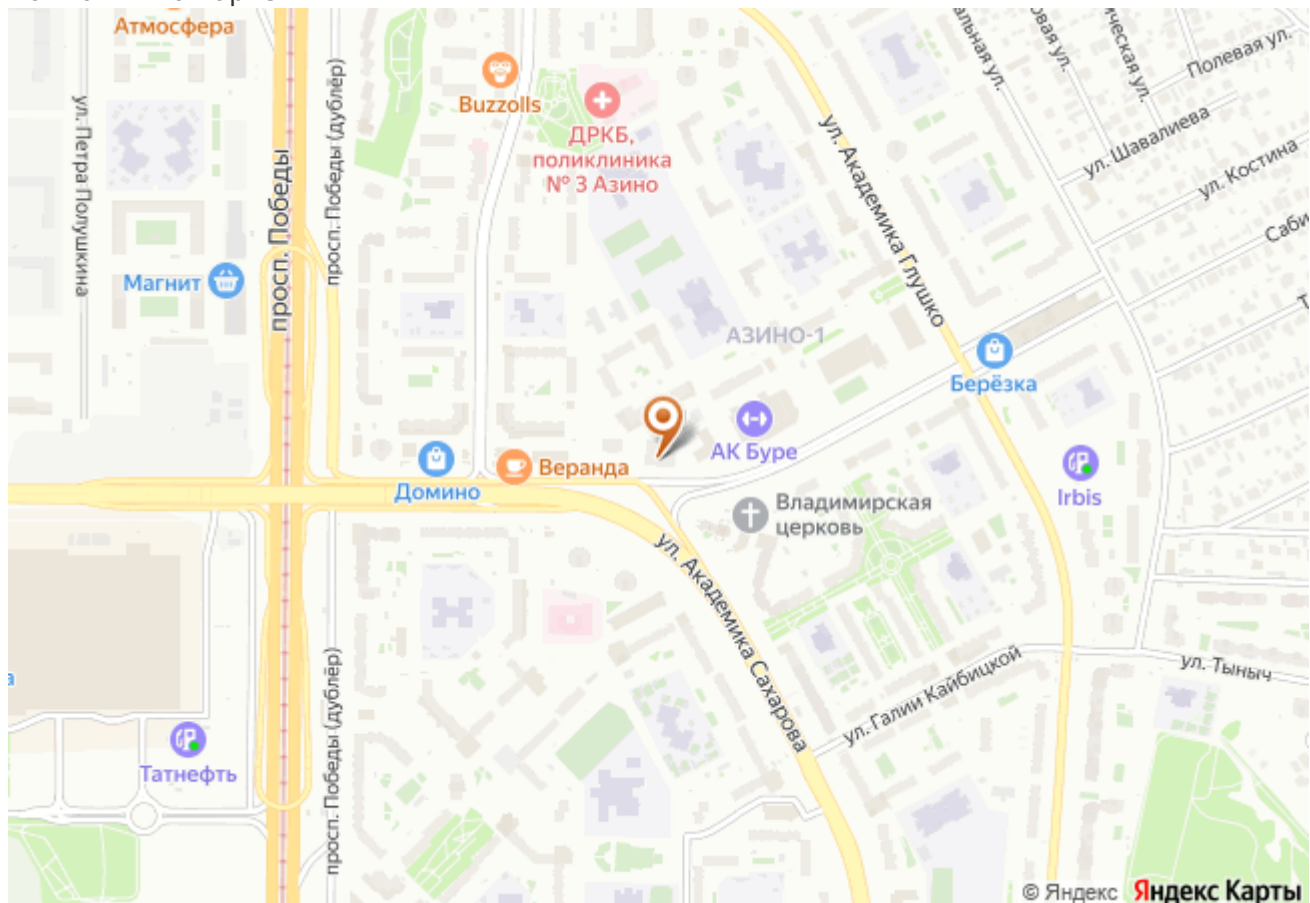 Атмосфера
Buzzolls
ДРКБ,
поликлиника
№ 3 Азино
ул. Петра Полушкина
просп. Победы
просп. Победы (дублёр)
ул. Академика Глушко
Полевая ул.
ул. Шавалиева
ул. Костина
Магнит
АЗИНО-1
Берёзка
АК Буре
Веранда
Домино
Irbis
Владимирская
церковь
ул. Академика Сахарова
ул. Галии Кайбицкой
ул. Тыныч
просп. Победы (дублёр)
Татнефть
© Яндекс Яндекс Карты